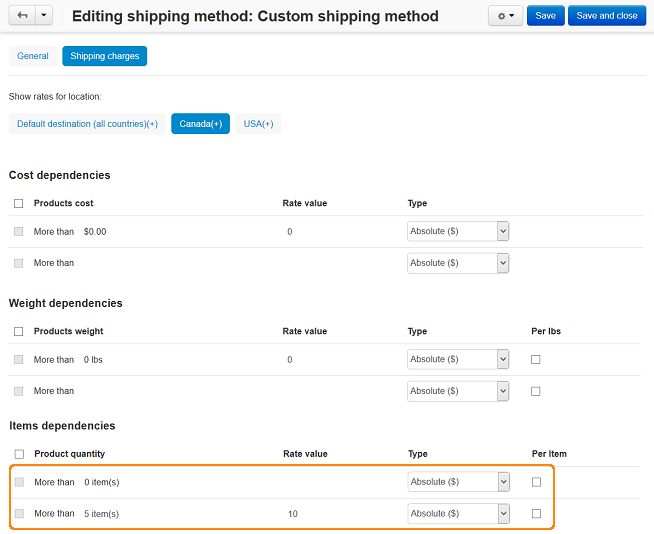 Editing shipping method: Custom shipping method
Save
Save and close
General
Shipping charges
Show rates for location:
Default destination (all countries)(+)
Canada(+)
USA(+)
Cost dependencies
Products cost Rate value Type
More than $0.00 0 Absolute ($)
More than Absolute ($)
Weight dependencies
Products weight Rate value Type Per lbs
More than 0 lbs 0 Absolute ($)
More than Absolute ($)
Items dependencies
Product quantity Rate value Type Per Item
More than 0 item(s) Absolute ($)
More than 5 item(s) 10 Absolute ($)